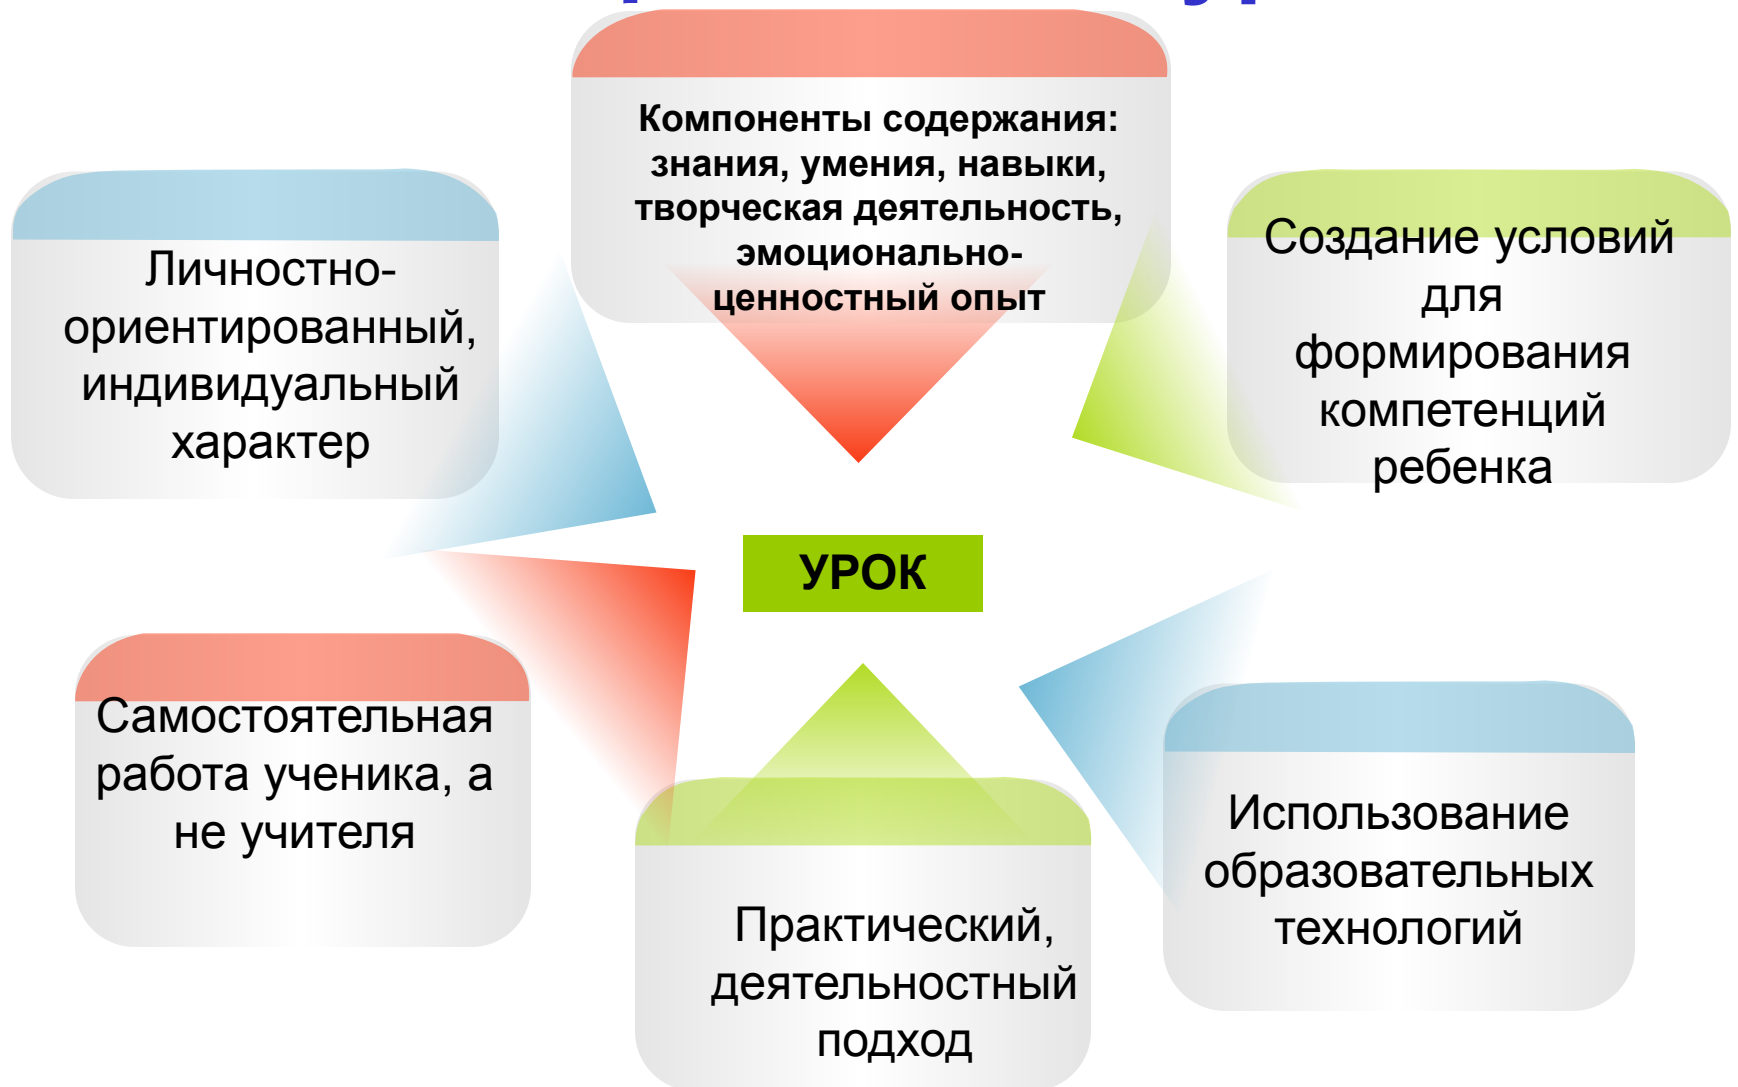 Компоненты содержания:
знания, умения, навыки,
творческая деятельность,
эмоционально-
ценностный опыт
Личностно-
ориентированный,
индивидуальный
характер
Создание условий
для
формирования
компетенций
ребенка
УРОК
Самостоятельная
работа ученика, а
не учителя
Практический,
деятельностный
подход
Использование
образовательных
технологий